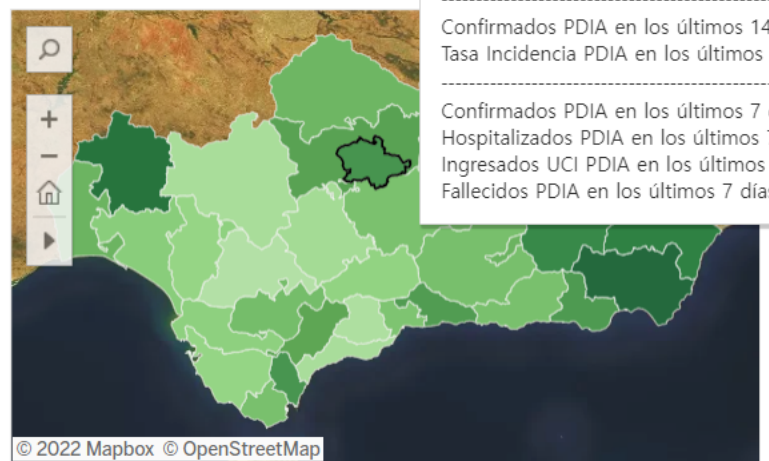 Confirmados PDIA en los últimos 14
Tasa Incidencia PDIA en los últimos
Confirmados PDIA en los últimos 7
Hospitalizados PDIA en los últimos
Ingresados UCI PDIA en los últimos
Fallecidos PDIA en los últimos 7 días
© 2022 Mapbox © OpenStreetMap